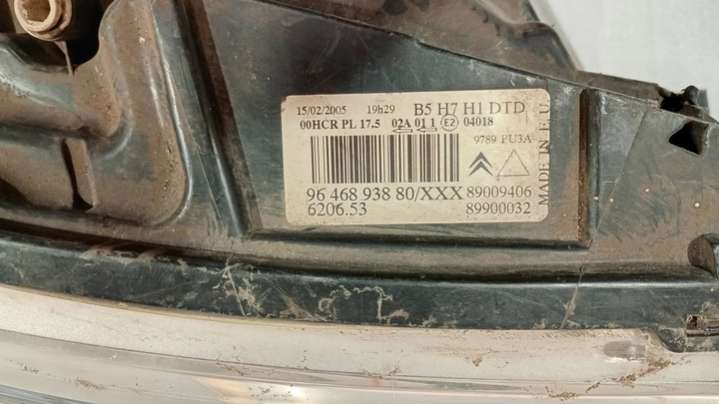 15/02/2005 19h29 B5 H7 H1 DTD
00HCR PL 17.5 02A 01 1 E2 04018
9789 PU3A
96 468 938 80/XXX 89009406
6206.53 89900032
MADE IN E.U.